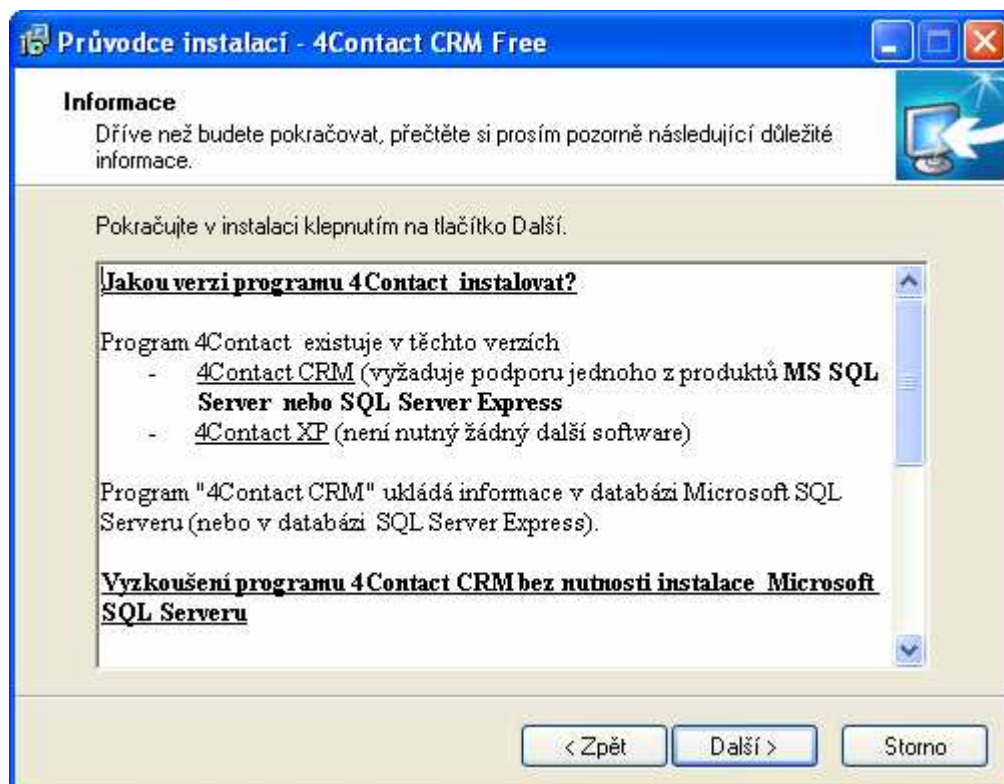 Průvodce instalací - 4Contact CRM Free
Informace
Dříve než budete pokračovat, přečtěte si prosím pozorně následující důležité
informace.
Pokračujte v instalaci klepnutím na tlačítko Další.
Jakou verzi programu 4Contact instalovat?
Program 4Contact existuje v těchto verzích
- 4Contact CRM (vyžaduje podporu jednoho z produktů MS SQL
Server nebo SQL Server Express
- 4Contact XP (není nutný žádný další software)
Program "4Contact CRM" ukládá informace v databázi Microsoft SQL
Serveru (nebo v databázi SQL Server Express).
Vyzkoušení programu 4Contact CRM bez nutnosti instalace Microsoft
SQL Serveru
< Zpět Další > Storno